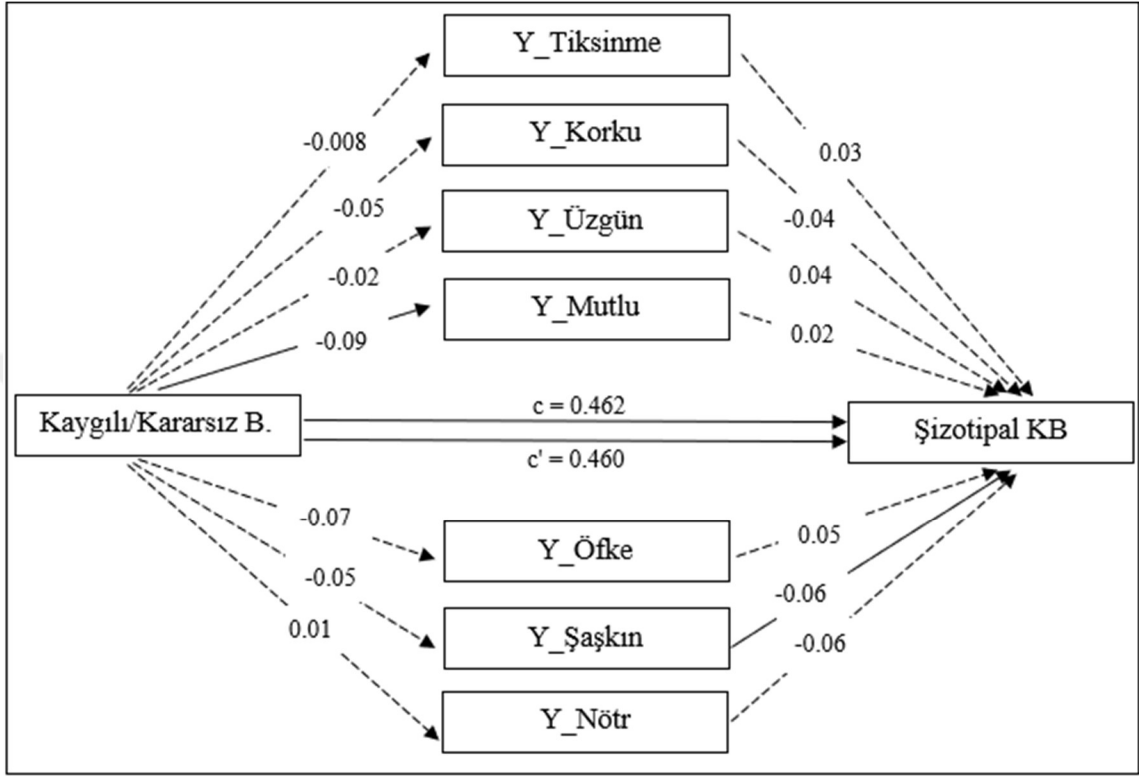 Y_Tiksinme
-0.008
0.03
Y_Korku
-0.05
-0.04
Y_Üzgün
-0.02
0.04
Y_Mutlu
-0.09
0.02
Kaygılı/Kararsız B.
c = 0.462
c' = 0.460
Şizotipal KB
-0.07
Y_Öfke
0.05
-0.05
Y_Şaşkın
-0.06
0.01
Y_Nötr
-0.06